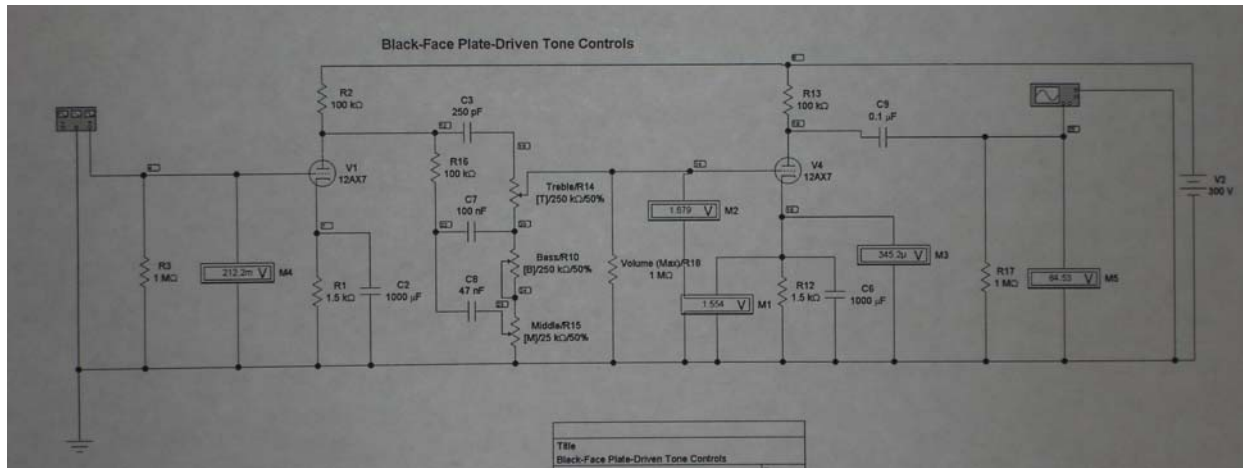 Black-Face Plate-Driven Tone Controls
R2
100 kΩ
C3
250 pF
R13
100 kΩ
C9
0.1 µF
V1
12AX7
R16
100 kΩ
Treble/R14
[T]/250 kΩ/50%
V4
12AX7
V2
300 V
C7
100 nF
1.679 V M2
R3
1 MΩ
212.2m V M4
R1
1.5 kΩ
C2
1000 µF
Bass/R10
[B]/250 kΩ/50%
Volume (Max)/R18
1 MΩ
345.2µ V M3
C8
47 nF
1.554 V M1
R12
1.5 kΩ
C6
1000 µF
R17
1 MΩ
64.53 V M5
Middle/R15
[M]/25 kΩ/50%
Title
Black-Face Plate-Driven Tone Controls